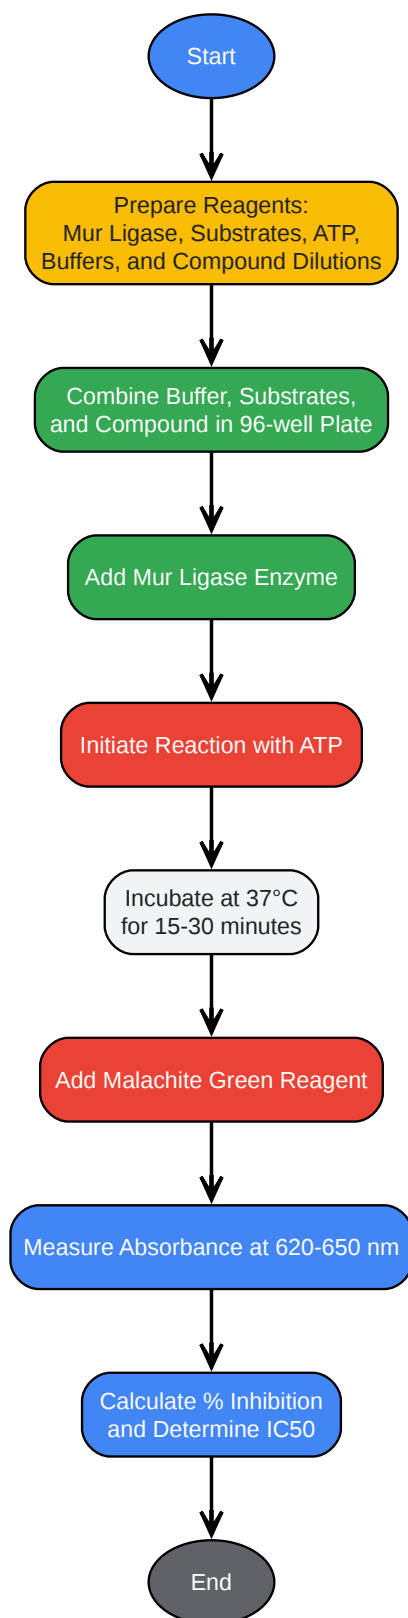 Start
Prepare Reagents:
Mur Ligase, Substrates, ATP,
Buffers, and Compound Dilutions
Combine Buffer, Substrates,
and Compound in 96-well Plate
Add Mur Ligase Enzyme
Initiate Reaction with ATP
Incubate at 37°C
for 15-30 minutes
Add Malachite Green Reagent
Measure Absorbance at 620-650 nm
Calculate % Inhibition
and Determine IC50
End